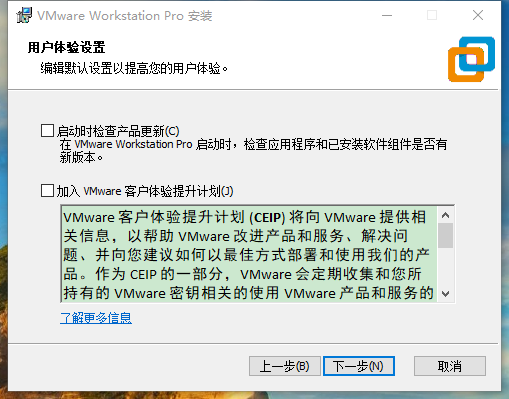 VMware Workstation Pro 安装
用户体验设置
编辑默认设置以提高您的用户体验。
启动时检查产品更新(C)
在 VMware Workstation Pro 启动时，检查应用程序和已安装软件组件是否有
新版本。
加入 VMware 客户体验提升计划(J)
VMware 客户体验提升计划 (CEIP) 将向 VMware 提供相
关信息，以帮助 VMware 改进产品和服务、解决问
题、并向您建议如何以最佳方式部署和使用我们的产
品。作为 CEIP 的一部分，VMware 会定期收集和您所
持有的 VMware 密钥相关的使用 VMware 产品和服务的
了解更多信息
上一步(B) 下一步(N) 取消